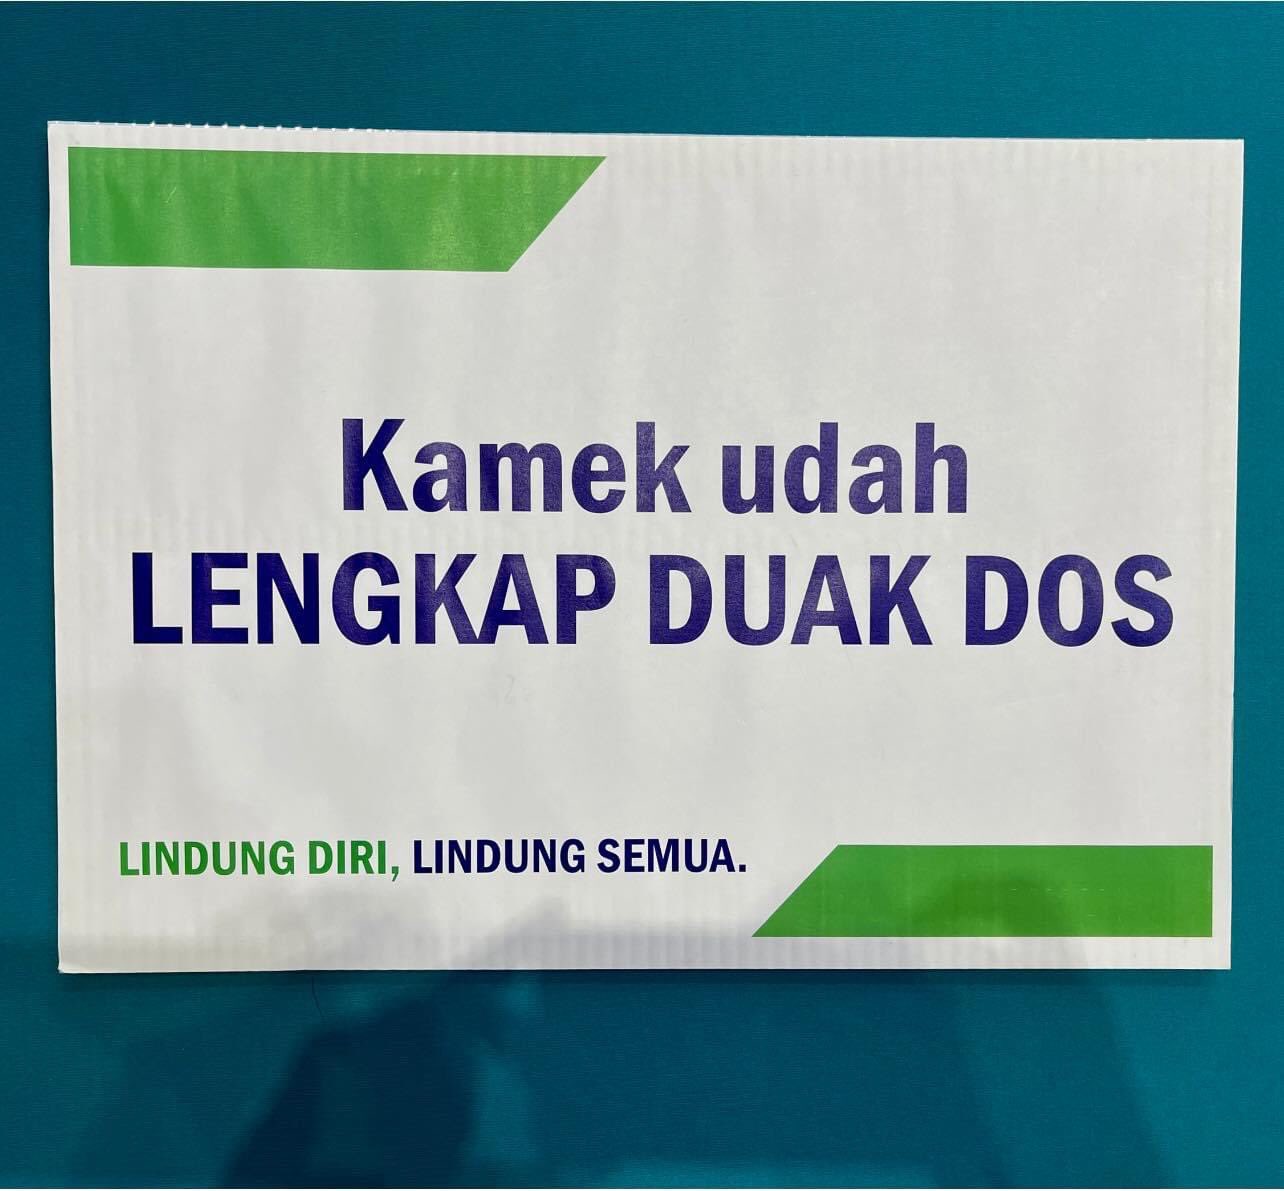 Kamek udah
LENGKAP DUAK DOS
LINDUNG DIRI, LINDUNG SEMUA.